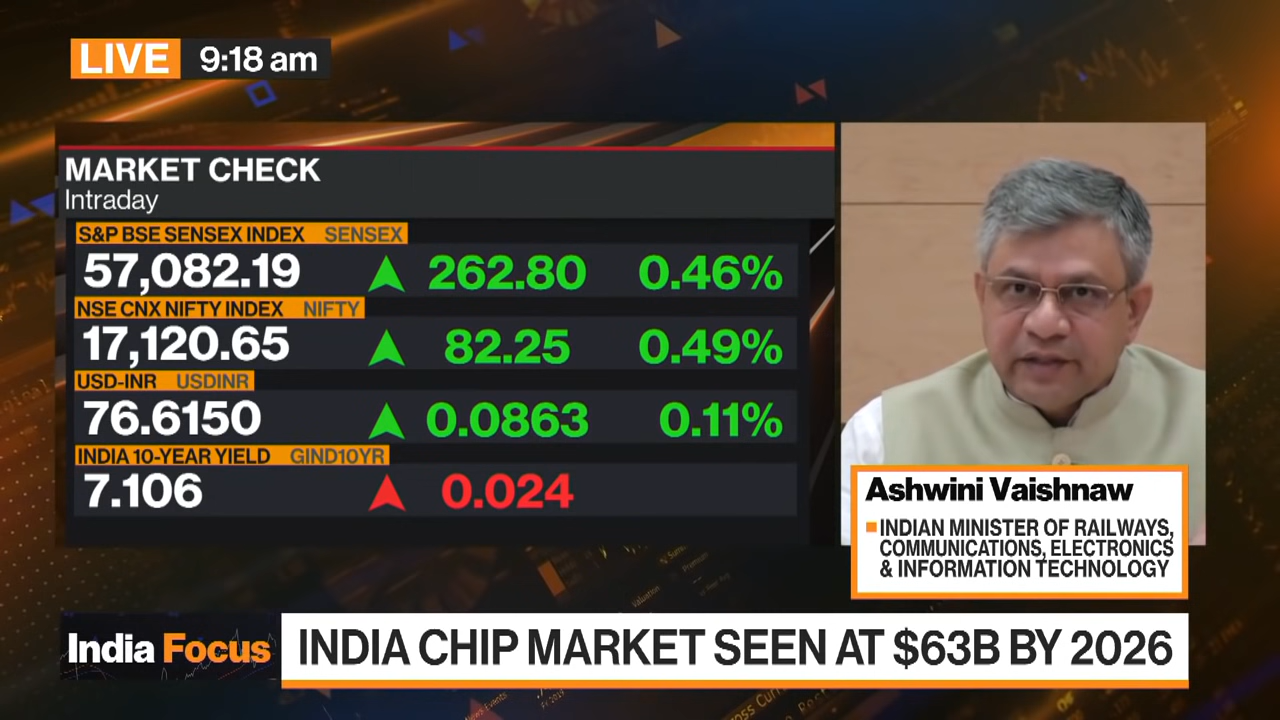 LIVE 9:18 am
MARKET CHECK
Intraday
S&P BSE SENSEX INDEX SENSEX
57,082.19 ▲ 262.80 0.46%
NSE CNX NIFTY INDEX NIFTY
17,120.65 ▲ 82.25 0.49%
USD-INR USDINR
76.6150 ▲ 0.0863 0.11%
INDIA 10-YEAR YIELD GIND10YR
7.106 ▲ 0.024
Ashwini Vaishnaw
INDIAN MINISTER OF RAILWAYS,
COMMUNICATIONS, ELECTRONICS
& INFORMATION TECHNOLOGY
India Focus
INDIA CHIP MARKET SEEN AT $63B BY 2026